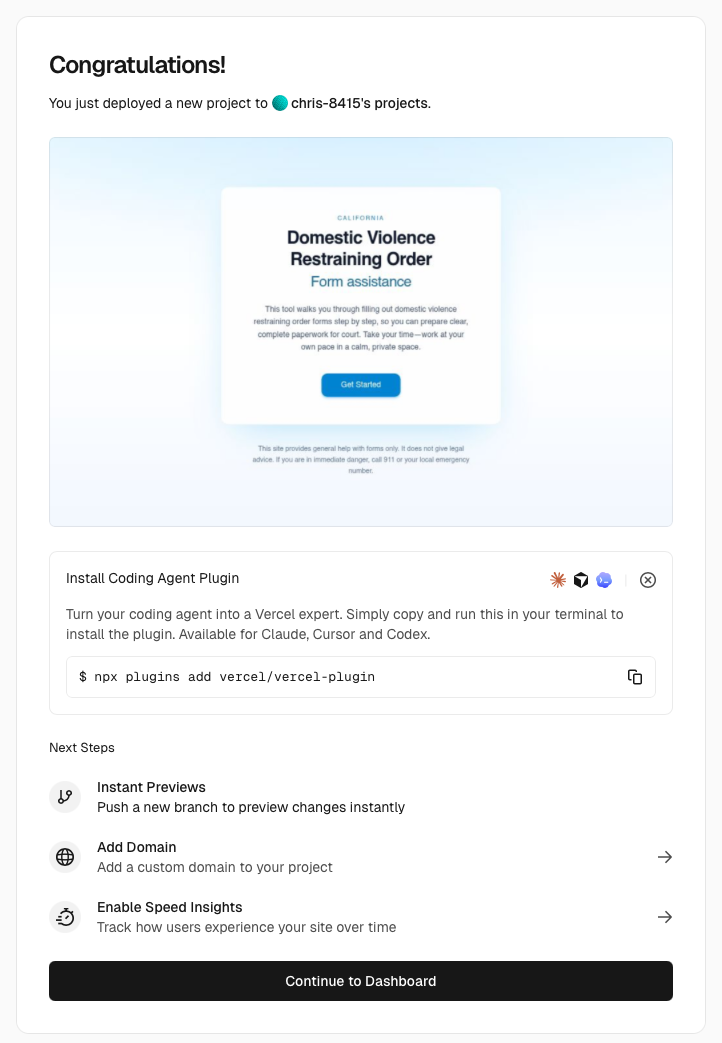 Congratulations!
You just deployed a new project to chris-8415's projects.
CALIFORNIA
Domestic Violence
Restraining Order
Form assistance
This tool walks you through filling out domestic violence
restraining order forms step by step, so you can prepare clear,
complete paperwork for court. Take your time—work at your
own pace in a calm, private space.
Get Started
This site provides general help with forms only. It does not give legal
advice. If you are in immediate danger, call 911 or your local emergency
number.
Install Coding Agent Plugin
Turn your coding agent into a Vercel expert. Simply copy and run this in your terminal to
install the plugin. Available for Claude, Cursor and Codex.
$ npx plugins add vercel/vercel-plugin
Next Steps
Instant Previews
Push a new branch to preview changes instantly
Add Domain
Add a custom domain to your project
Enable Speed Insights
Track how users experience your site over time
Continue to Dashboard